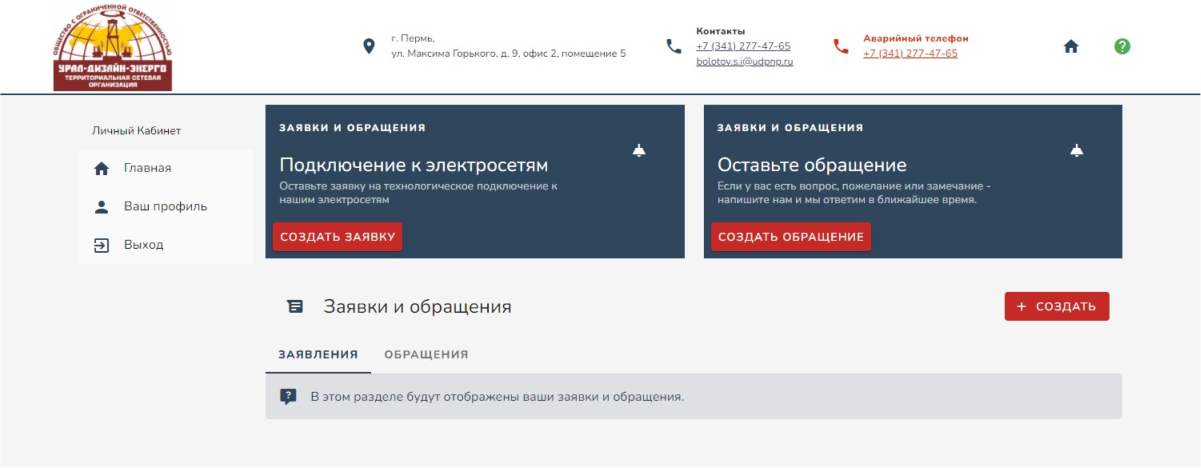 ОБЩЕСТВО С ОГРАНИЧЕННОЙ ОТВЕТСТВЕННОСТЬЮ
УРАЛ-ДИЗАЙН-ЭНЕРГО
ТЕРРИТОРИАЛЬНАЯ СЕТЕВАЯ
ОРГАНИЗАЦИЯ
г. Пермь,
ул. Максима Горького, д. 9, офис 2, помещение 5
Контакты
+7 (341) 277-47-65
bolotov.s.i@udpnp.ru
Аварийный телефон
+7 (341) 277-47-65
Личный Кабинет
Главная
Ваш профиль
Выход
ЗАЯВКИ И ОБРАЩЕНИЯ
Подключение к электросетям
Оставьте заявку на технологическое подключение к
нашим электросетям
СОЗДАТЬ ЗАЯВКУ
ЗАЯВКИ И ОБРАЩЕНИЯ
Оставьте обращение
Если у вас есть вопрос, пожелание или замечание -
напишите нам и мы ответим в ближайшее время.
СОЗДАТЬ ОБРАЩЕНИЕ
Заявки и обращения
+ СОЗДАТЬ
ЗАЯВЛЕНИЯ ОБРАЩЕНИЯ
В этом разделе будут отображены ваши заявки и обращения.